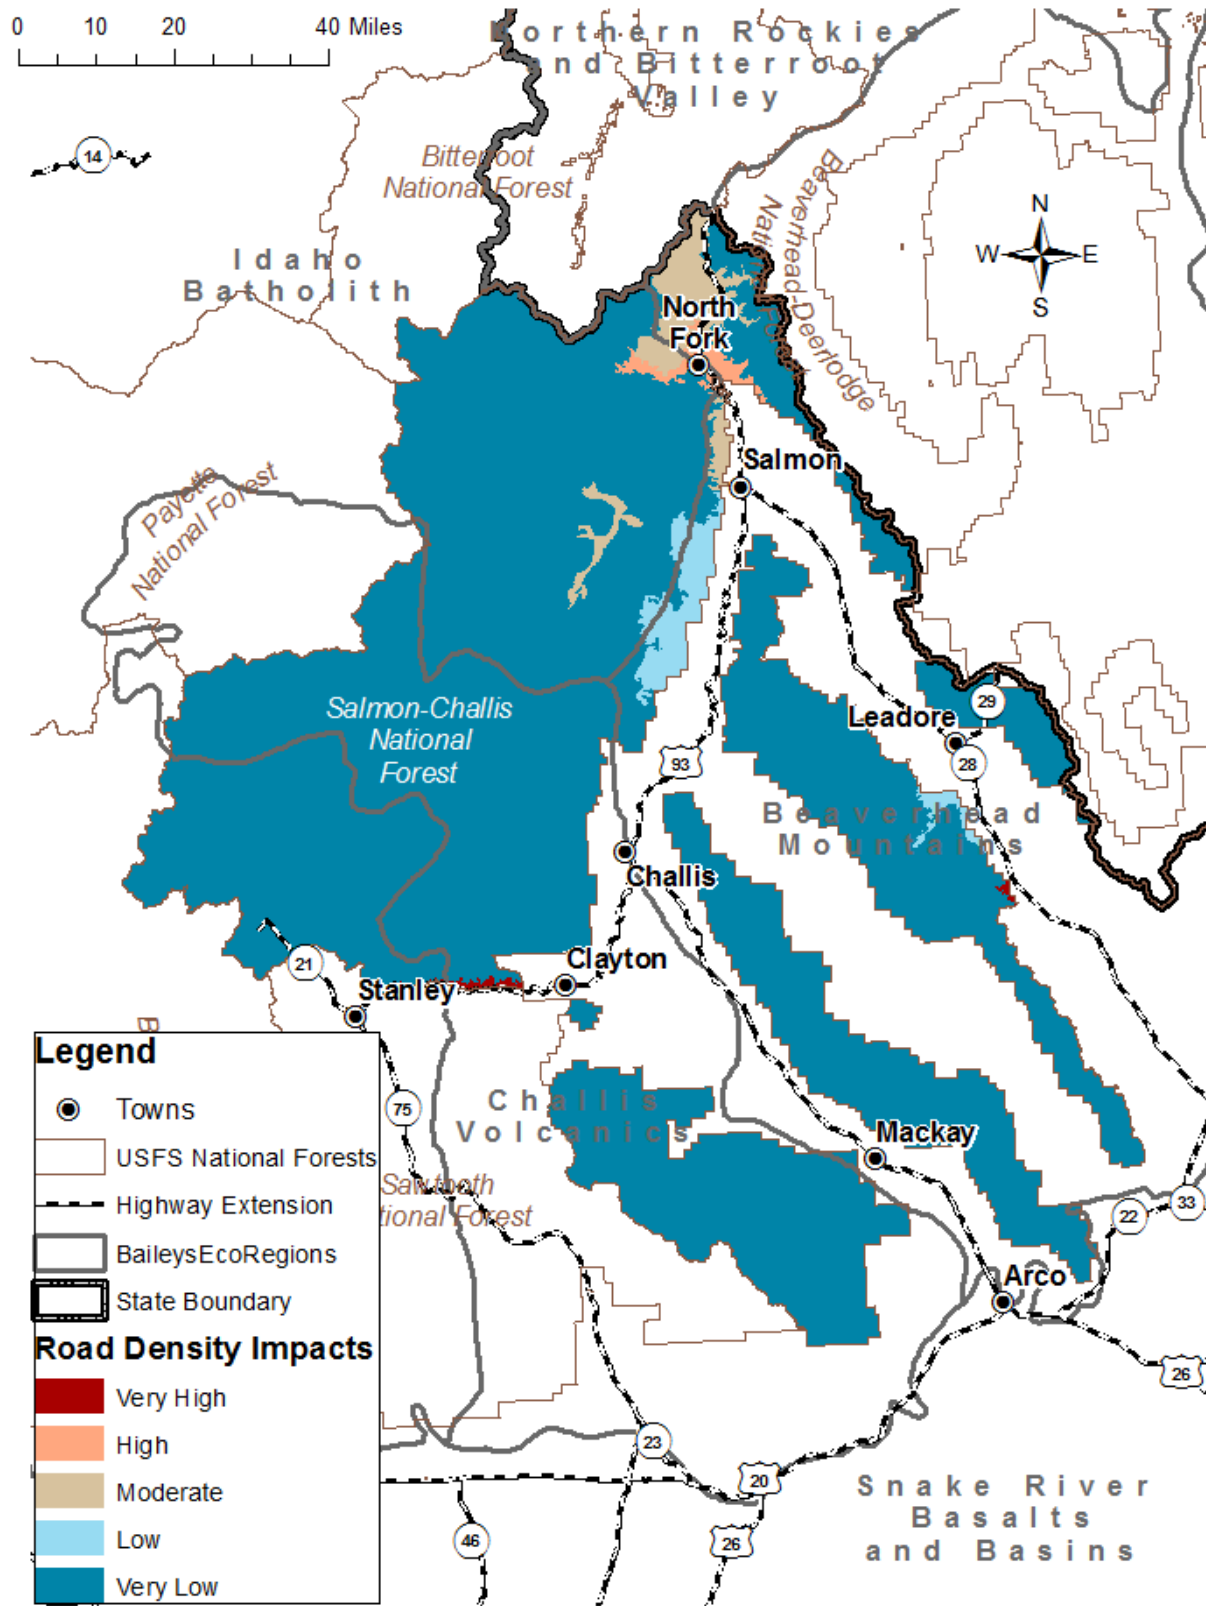 0 10 20 40 Miles
Northern Rockies
and Bitterroot
Valley
14
Bitterroot
National Forest
Beaverhead-Deerlodge
National Forest
N
W E
S
Idaho
Batholith
North
Fork
Salmon
Payette
National Forest
Salmon-Challis
National
Forest
29
Leadore
28
93
Beaverhead
Mountains
Challis
Clayton
21
Stanley
B
Legend
Towns
USFS National Forests
Highway Extension
BaileysEcoRegions
State Boundary
Road Density Impacts
Very High
High
Moderate
Low
Very Low
75
Challis
Volcanics
Mackay
Sawtooth
tional Forest
22
33
Arco
26
23
20
46
26
Snake River
Basalts
and Basins